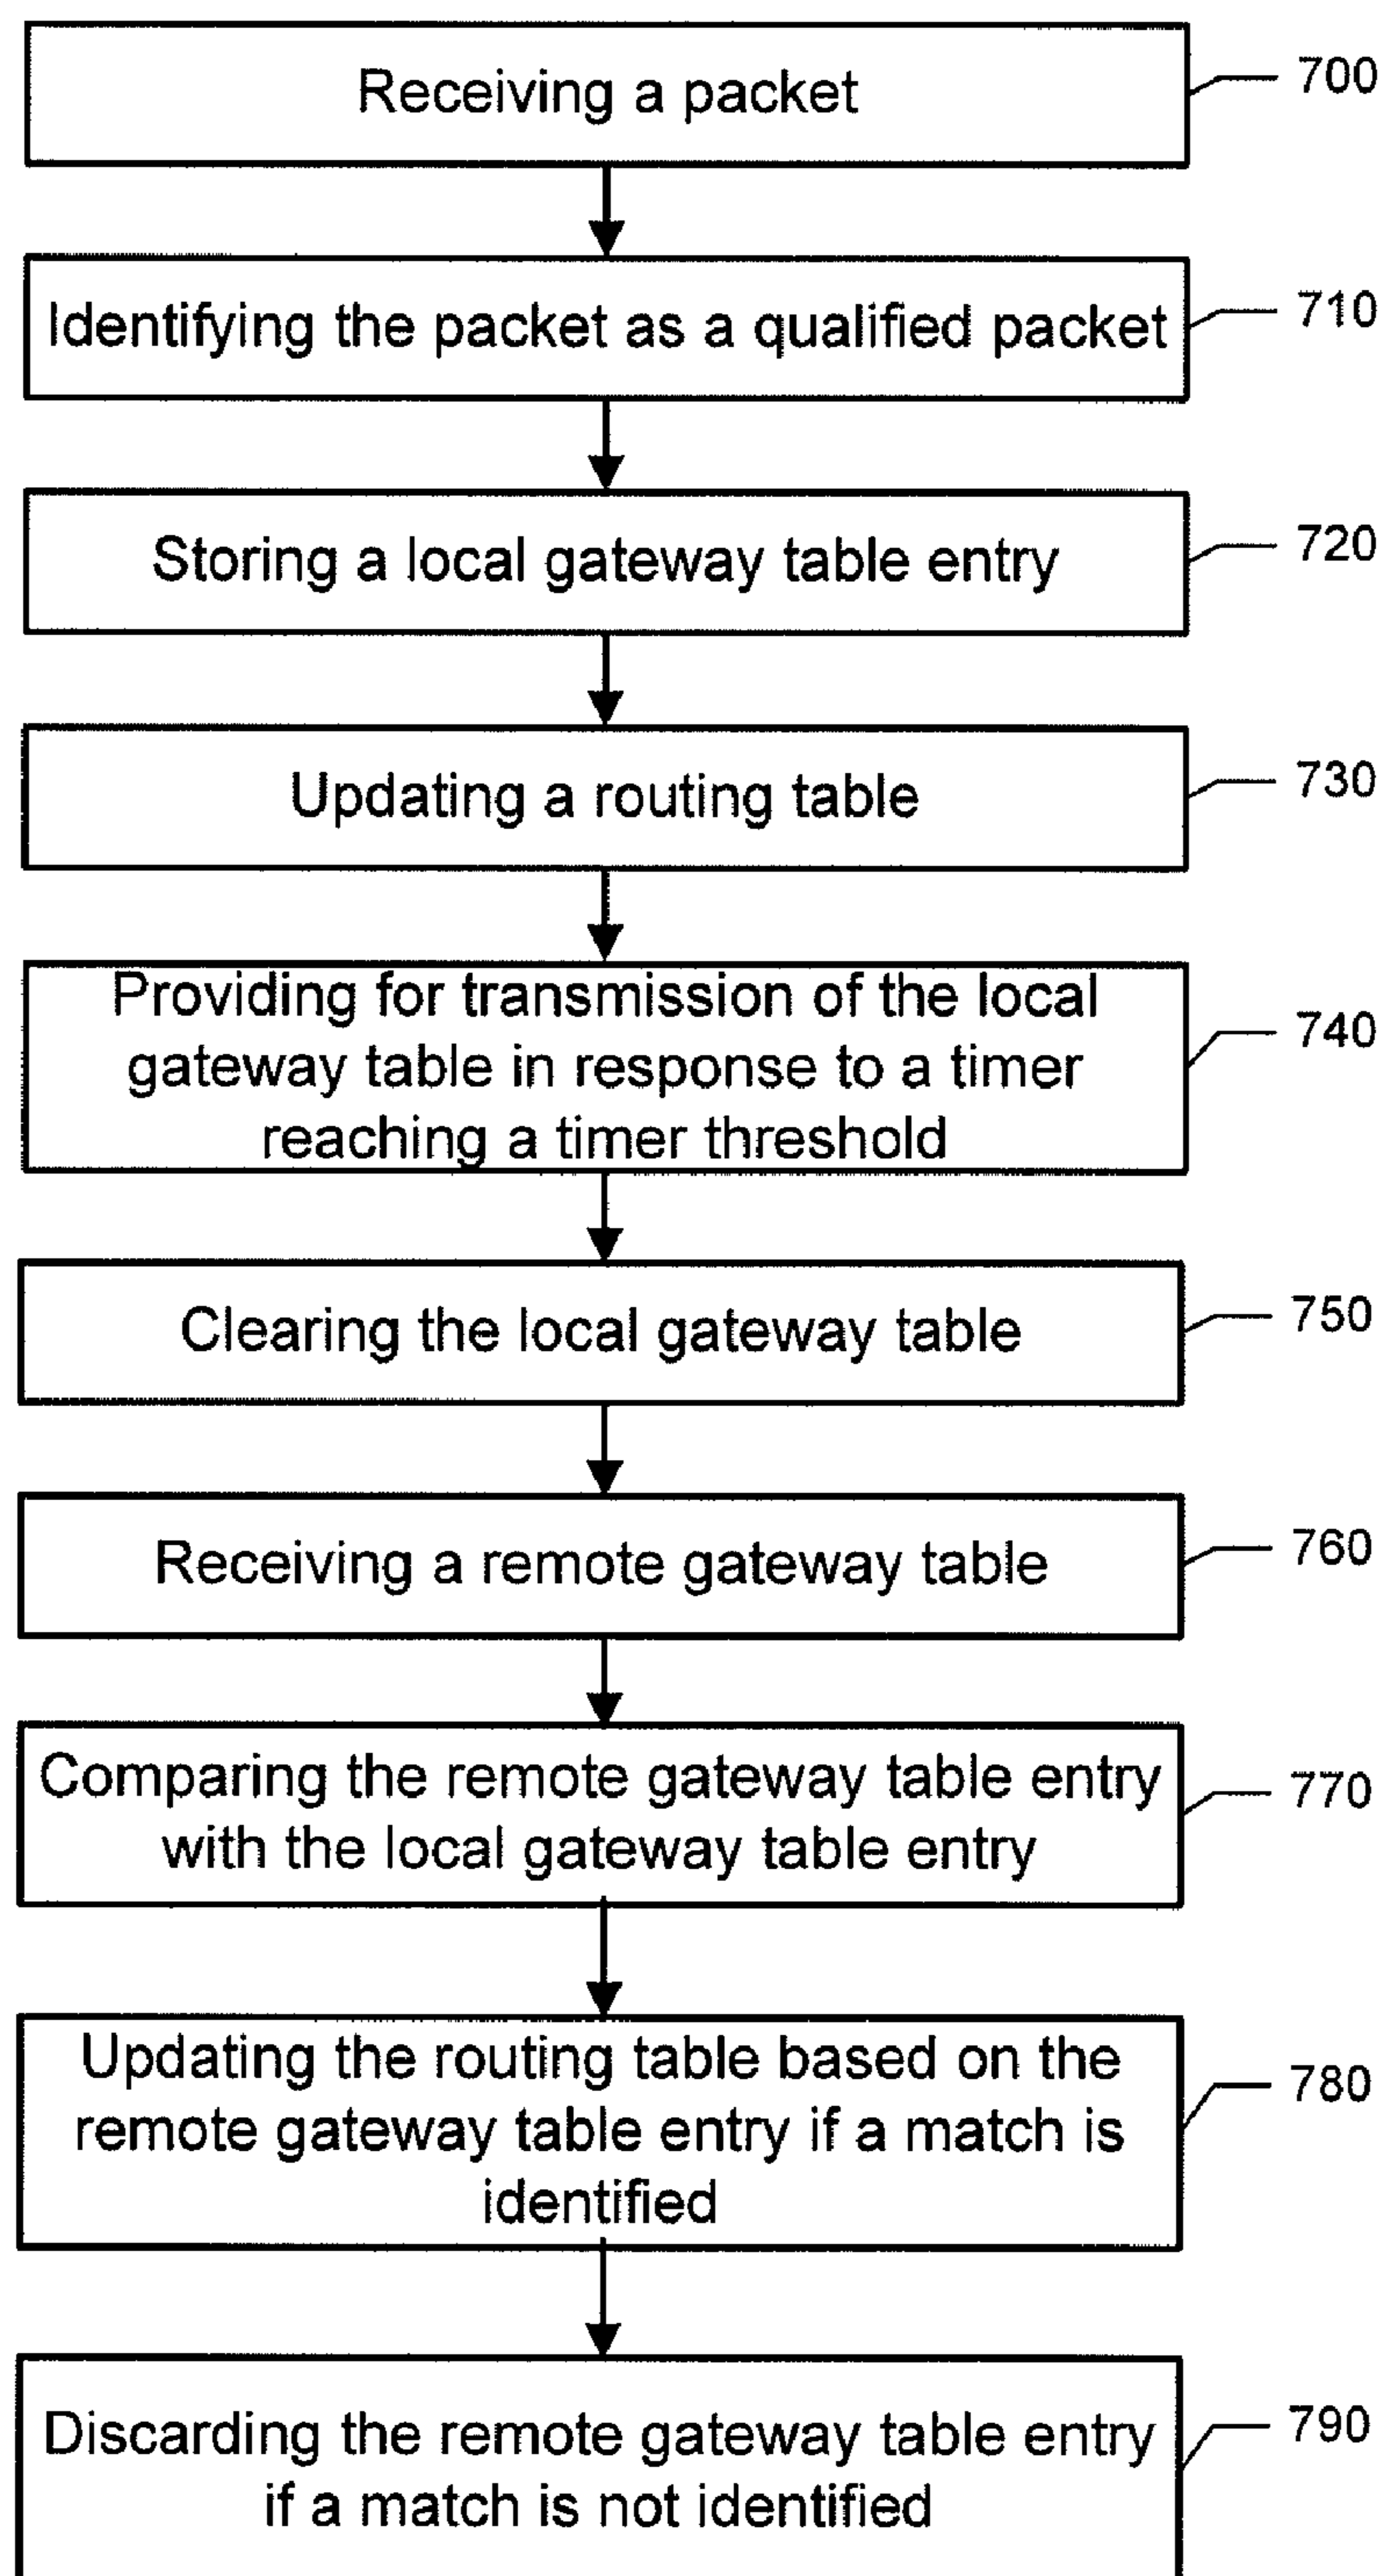 Receiving a packet
700
Identifying the packet as a qualified packet
710
Storing a local gateway table entry
720
Updating a routing table
730
Providing for transmission of the local
gateway table in response to a timer
reaching a timer threshold
740
Clearing the local gateway table
750
Receiving a remote gateway table
760
Comparing the remote gateway table entry
with the local gateway table entry
770
Updating the routing table based on the
remote gateway table entry if a match is
identified
780
Discarding the remote gateway table entry
if a match is not identified
790